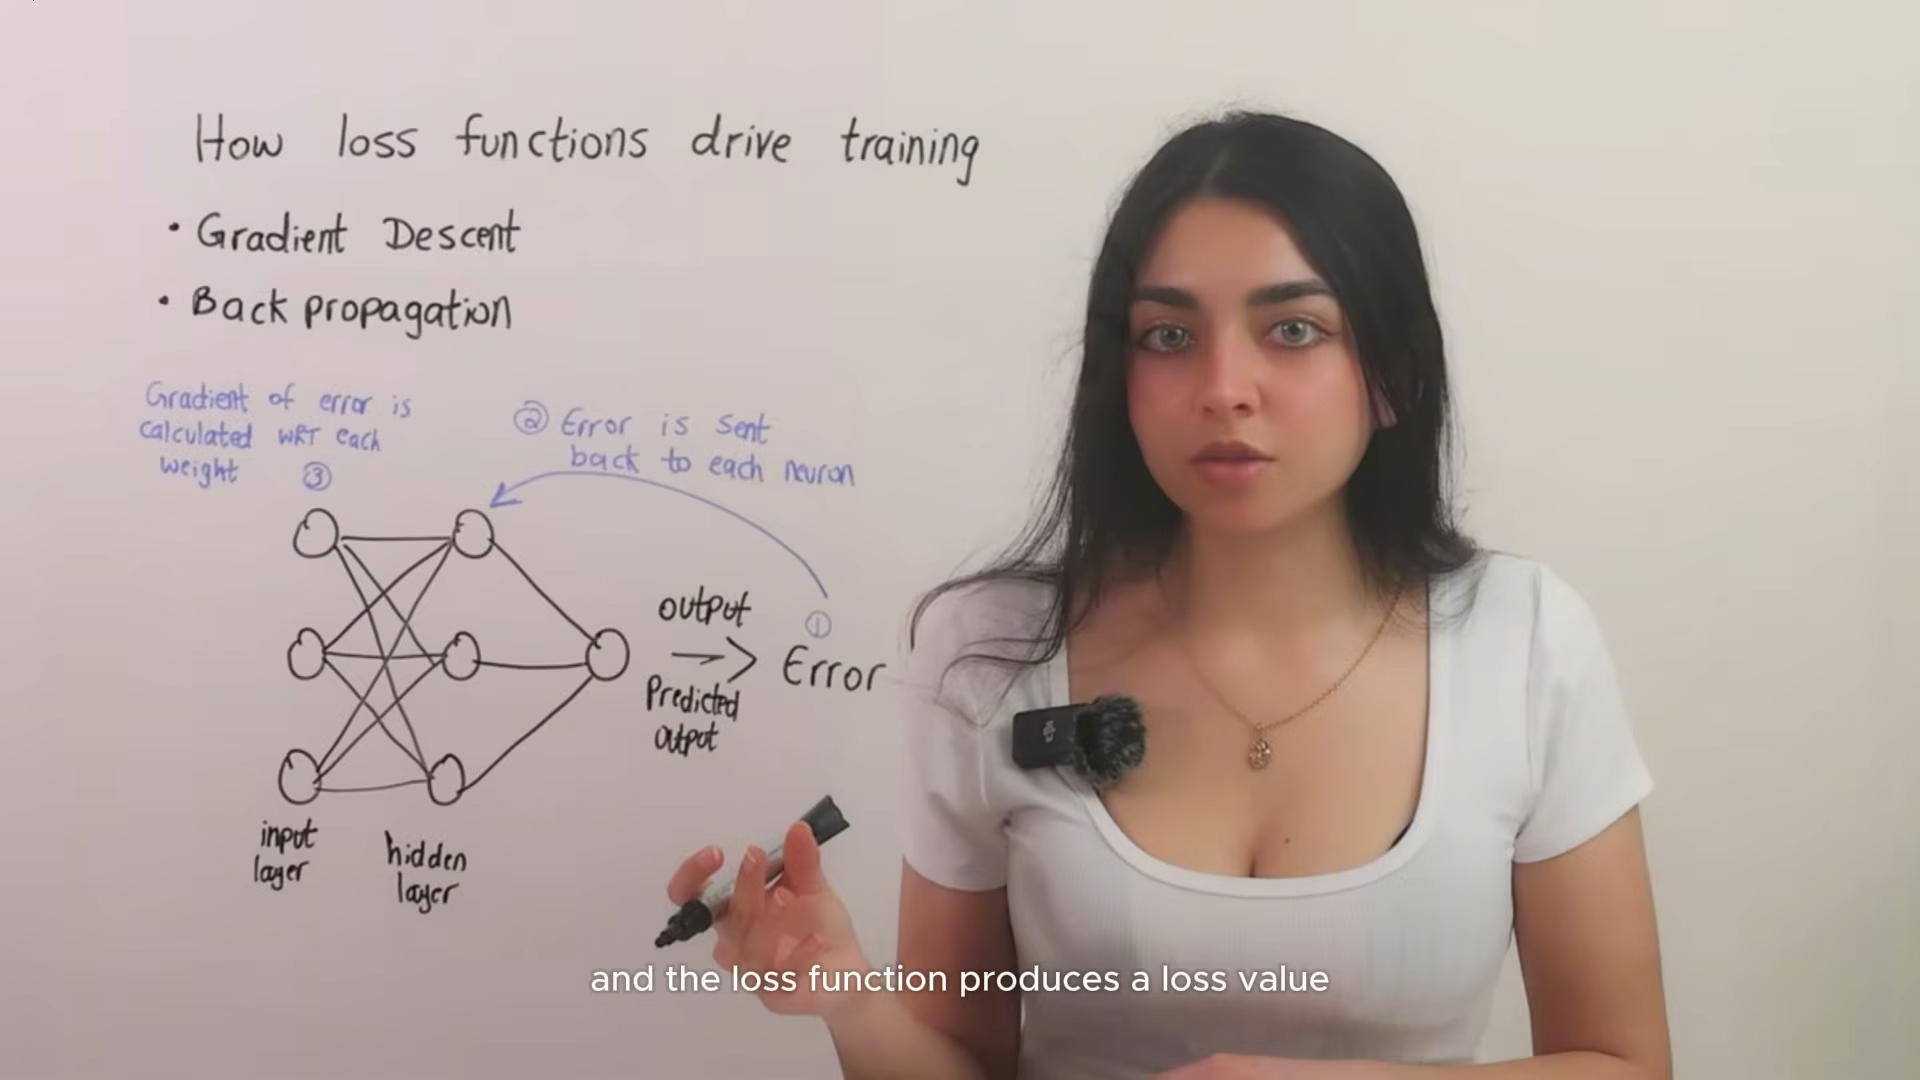 How loss functions drive training
• Gradient Descent
• Back propagation
Gradient of error is
calculated WRT each
weight ③
② Error is sent
back to each neuron
output
①
Error
Predicted
output
input
layer
hidden
layer
and the loss function produces a loss value